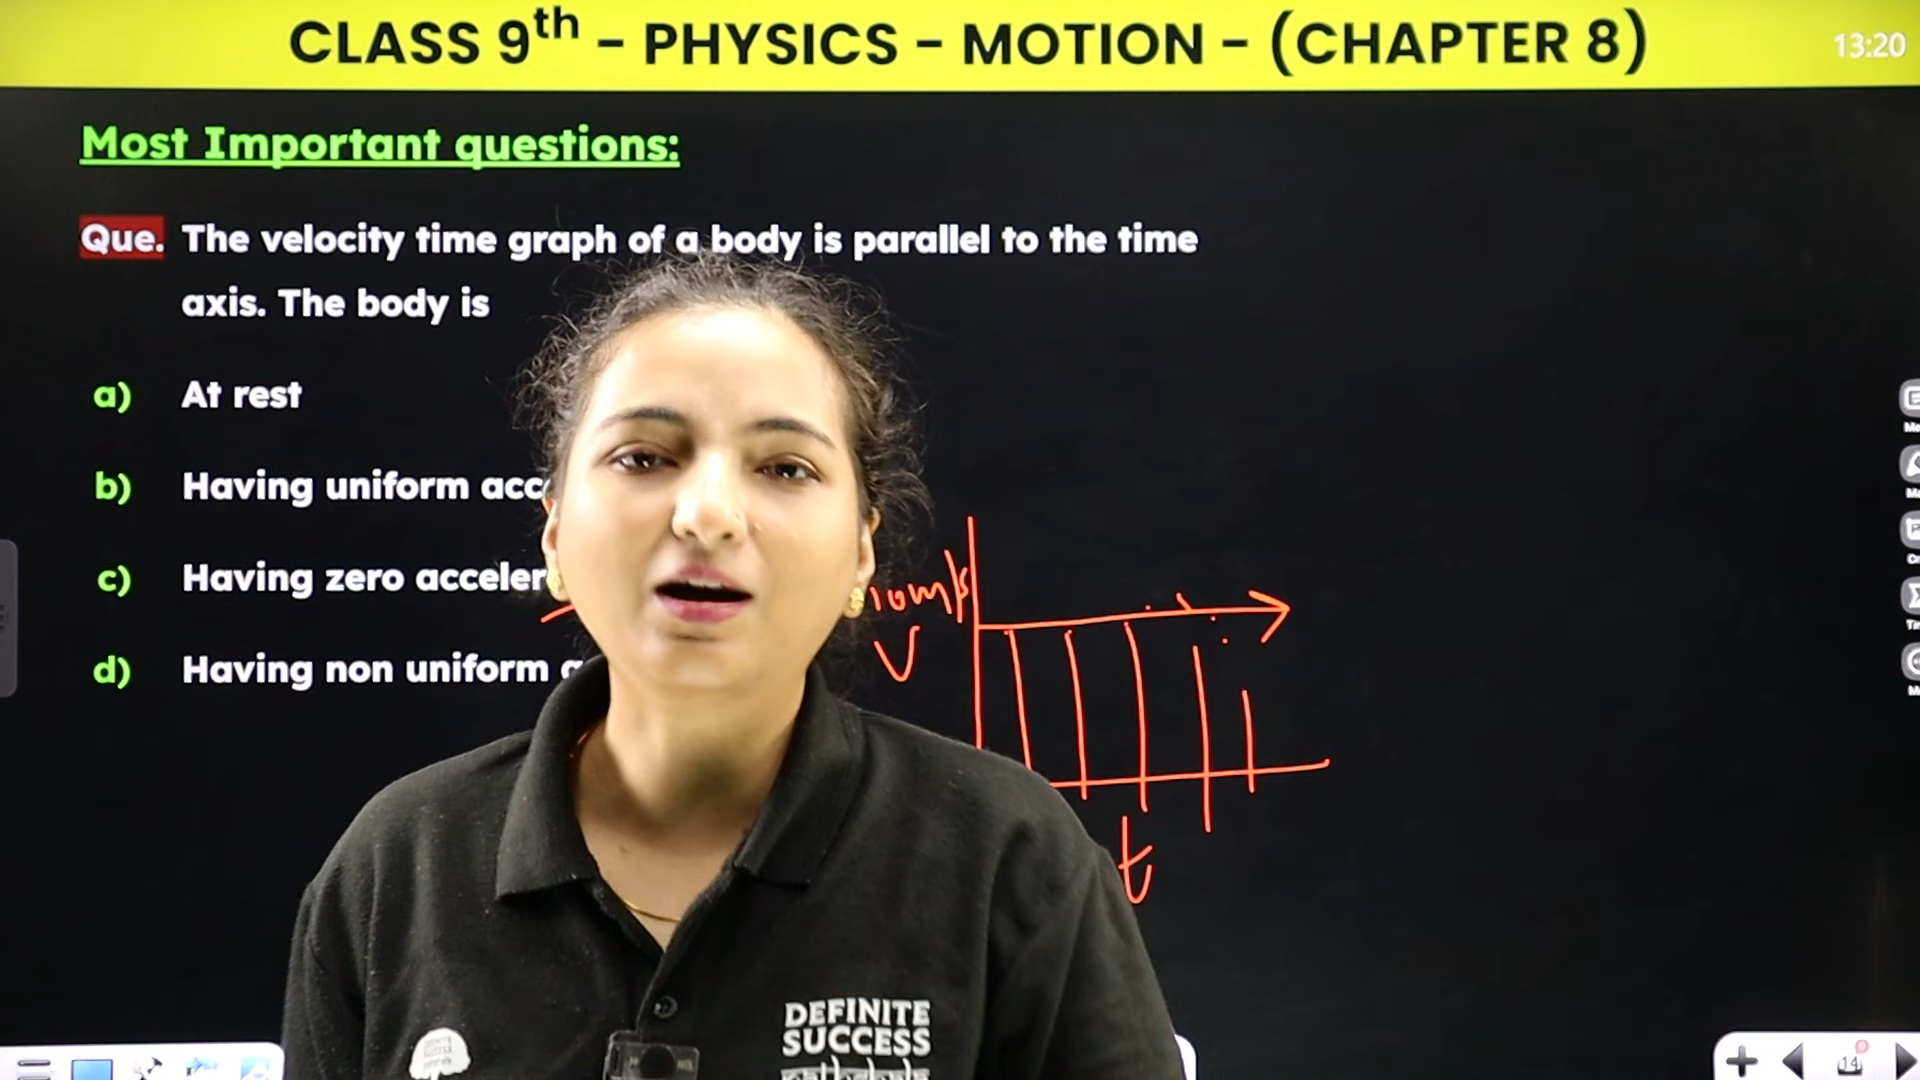 CLASS 9th - PHYSICS - MOTION - (CHAPTER 8)
13:20
Most Important questions:
Que. The velocity time graph of a body is parallel to the time
axis. The body is
a) At rest
b) Having uniform acc
c) Having zero acceler
d) Having non uniform a
10m/s
V
t
DEFINITE
SUCCESS
14